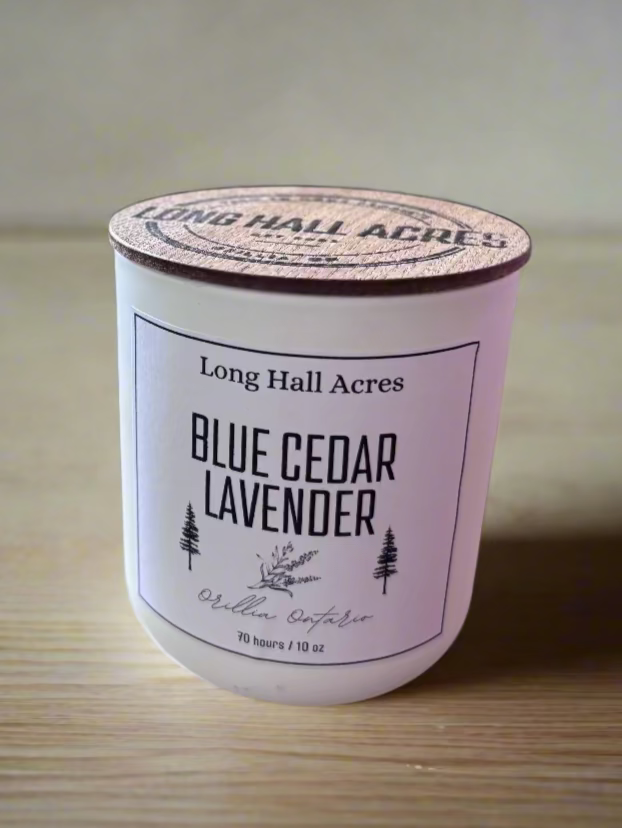 LONG HALL ACRES
Long Hall Acres
BLUE CEDAR
LAVENDER
Orillia Ontario
70 hours / 10 oz